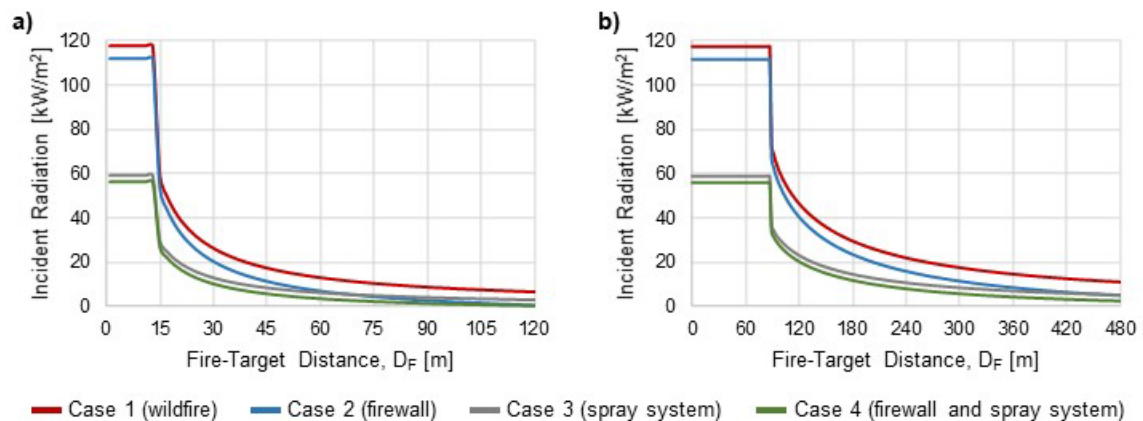 a)
Incident Radiation [kW/m²]
120
100
80
60
40
20
0
0 15 30 45 60 75 90 105 120
Fire-Target Distance, D_F [m]
b)
Incident Radiation [kW/m²]
120
100
80
60
40
20
0
0 60 120 180 240 300 360 420 480
Fire-Target Distance, D_F [m]
Case 1 (wildfire) Case 2 (firewall) Case 3 (spray system) Case 4 (firewall and spray system)